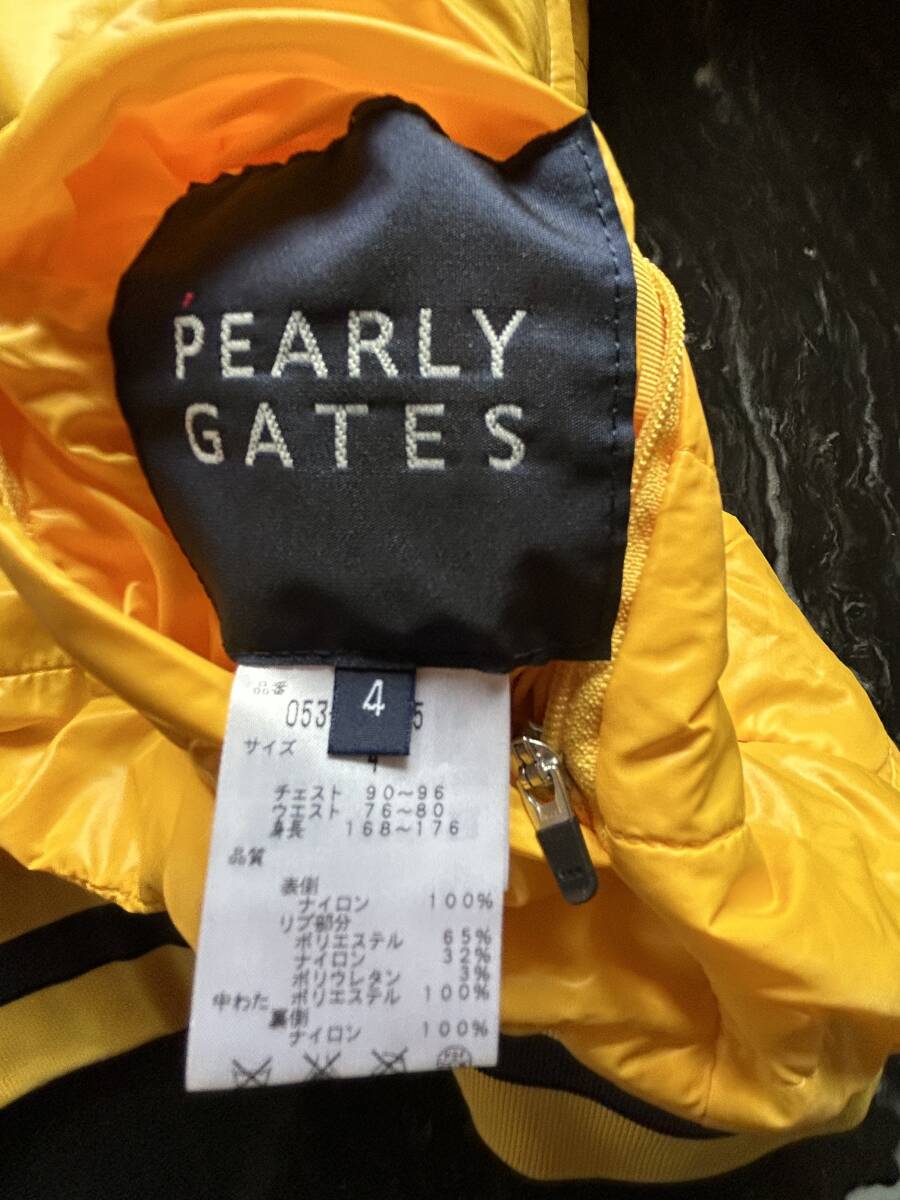 PEARLY
GATES
4
品番
053 5
サイズ
4
チェスト 90～96
ウエスト 76～80
身長 168～176
品質
表側
ナイロン 100%
リブ部分
ポリエステル 65%
ナイロン 32%
ポリウレタン 3%
中わた ポリエステル 100%
裏側
ナイロン 100%